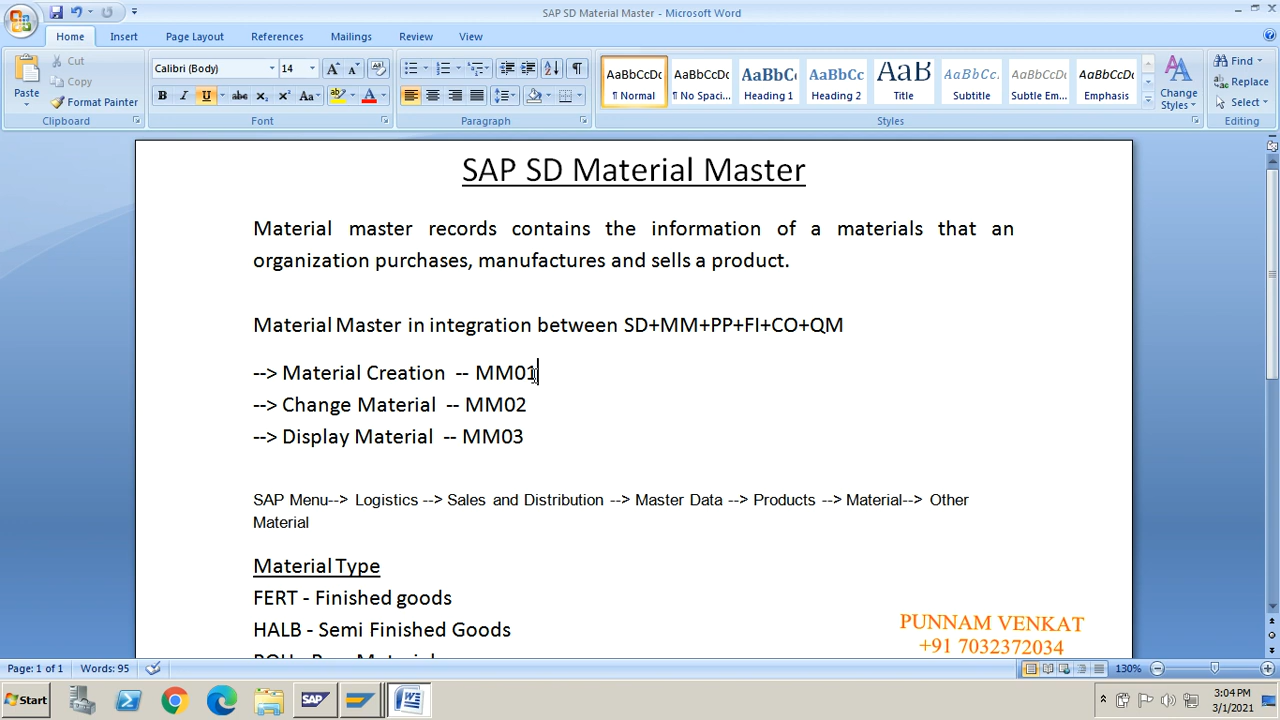 SAP SD Material Master - Microsoft Word
Home Insert Page Layout References Mailings Review View
Paste
Cut
Copy
Format Painter
Clipboard
Calibri (Body) 14
Font
Paragraph
AaBbCcDc AaBbCcDc AaBbCc AaBbCc AaB AaBbCc. AaBbCcDc AaBbCcDc
¶ Normal ¶ No Spaci... Heading 1 Heading 2 Title Subtitle Subtle Em... Emphasis
Styles
Change Styles
Find
Replace
Select
Editing
SAP SD Material Master
Material master records contains the information of a materials that an
organization purchases, manufactures and sells a product.
Material Master in integration between SD+MM+PP+FI+CO+QM
--> Material Creation -- MM01
--> Change Material -- MM02
--> Display Material -- MM03
SAP Menu--> Logistics --> Sales and Distribution --> Master Data --> Products --> Material--> Other
Material
Material Type
FERT - Finished goods
HALB - Semi Finished Goods
PUNNAM VENKAT
+91 7032372034
Page: 1 of 1 Words: 95 130%
Start SAP 3:04 PM
3/1/2021